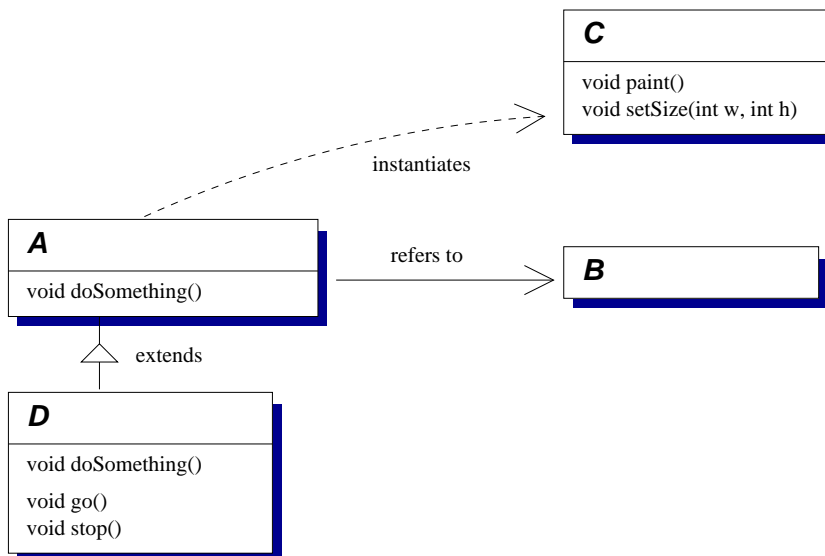 C
void paint()
void setSize(int w, int h)
instantiates
A
void doSomething()
refers to
B
extends
D
void doSomething()
void go()
void stop()